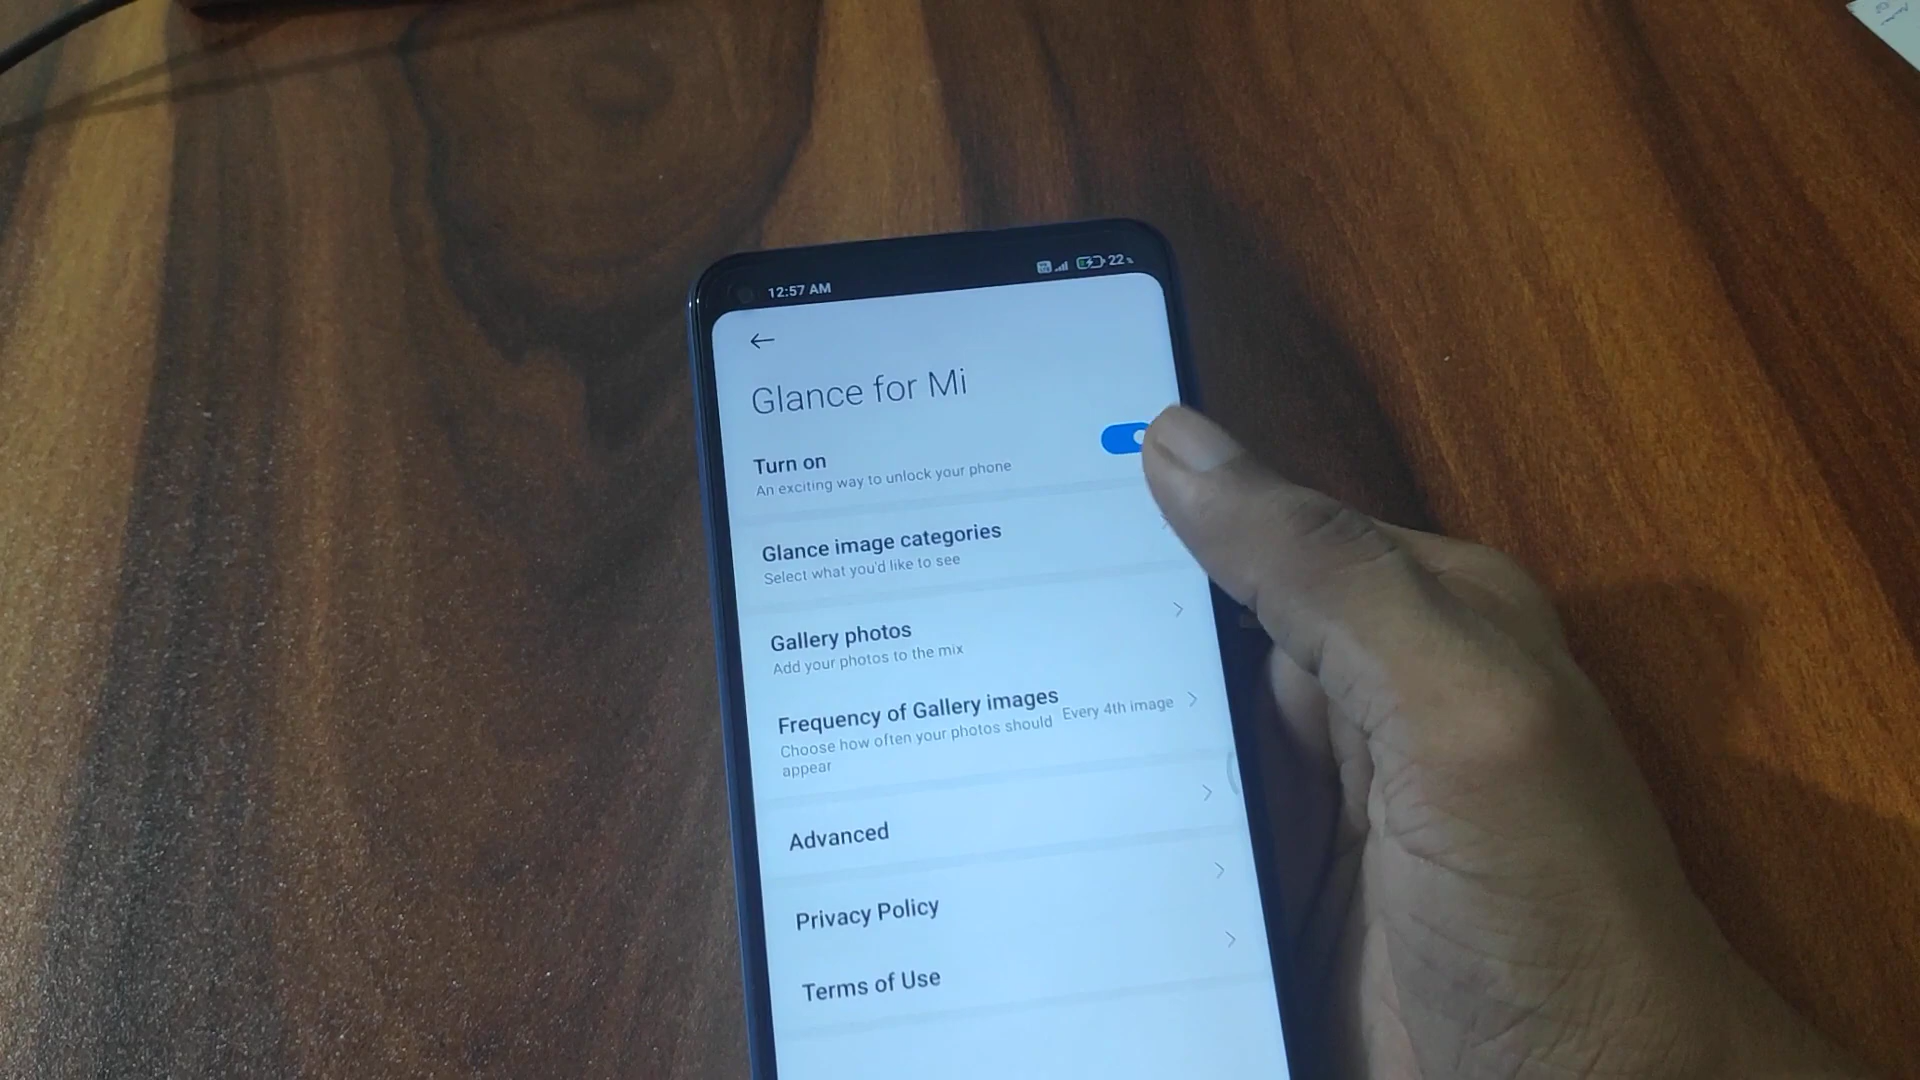 12:57 AM
22%
Glance for Mi
Turn on
An exciting way to unlock your phone
Glance image categories
Select what you'd like to see
Gallery photos
Add your photos to the mix
Frequency of Gallery images
Choose how often your photos should
appear
Every 4th image
Advanced
Privacy Policy
Terms of Use